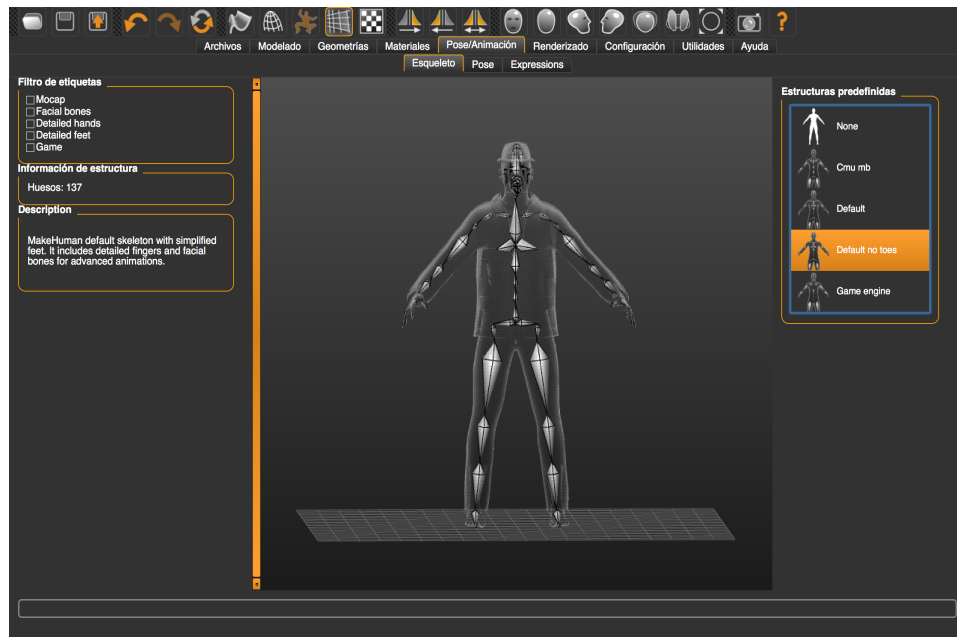 ?
Archivos Modelado Geometrías Materiales Pose/Animación Renderizado Configuración Utilidades Ayuda
Esqueleto Pose Expressions
Filtro de etiquetas
Mocap
Facial bones
Detailed hands
Detailed feet
Game
Información de estructura
Huesos: 137
Description
MakeHuman default skeleton with simplified
feet. It includes detailed fingers and facial
bones for advanced animations.
Estructuras predefinidas
None
Cmu mb
Default
Default no toes
Game engine